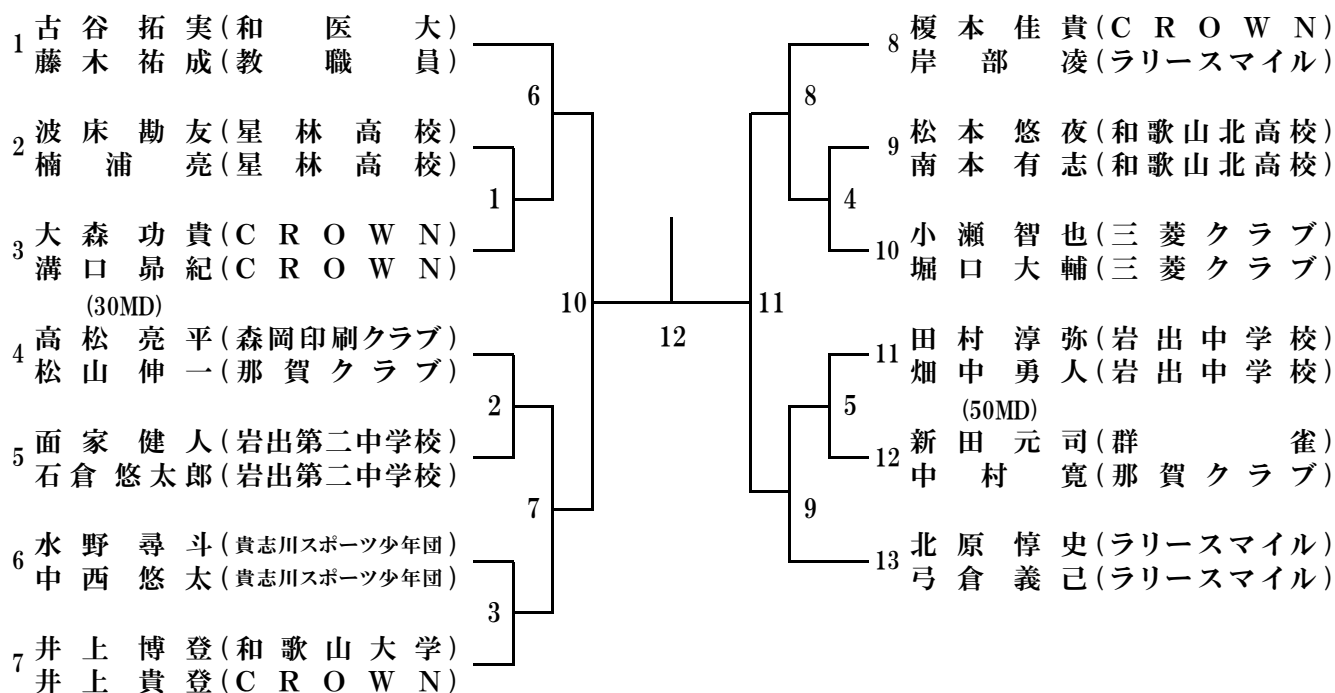 1 古谷拓実(和医大)
藤木祐成(教職員)
2 波床勘友(星林高校)
楠浦亮(星林高校)
3 大森功貴(CROWN)
溝口昴紀(CROWN)
(30MD)
4 高松亮平(森岡印刷クラブ)
松山伸一(那賀クラブ)
5 面家健人(岩出第二中学校)
石倉悠太郎(岩出第二中学校)
6 水野尋斗(貴志川スポーツ少年団)
中西悠太(貴志川スポーツ少年団)
7 井上博登(和歌山大学)
井上貴登(CROWN)
6
1
10
2
7
3
12
8
4
11
5
9
8 榎本佳貴(CROWN)
岸部凌(ラリースマイル)
9 松本悠夜(和歌山北高校)
南本有志(和歌山北高校)
10 小瀬智也(三菱クラブ)
堀口大輔(三菱クラブ)
11 田村淳弥(岩出中学校)
畑中勇人(岩出中学校)
(50MD)
12 新田元司(群雀)
中村寛(那賀クラブ)
13 北原惇史(ラリースマイル)
弓倉義己(ラリースマイル)